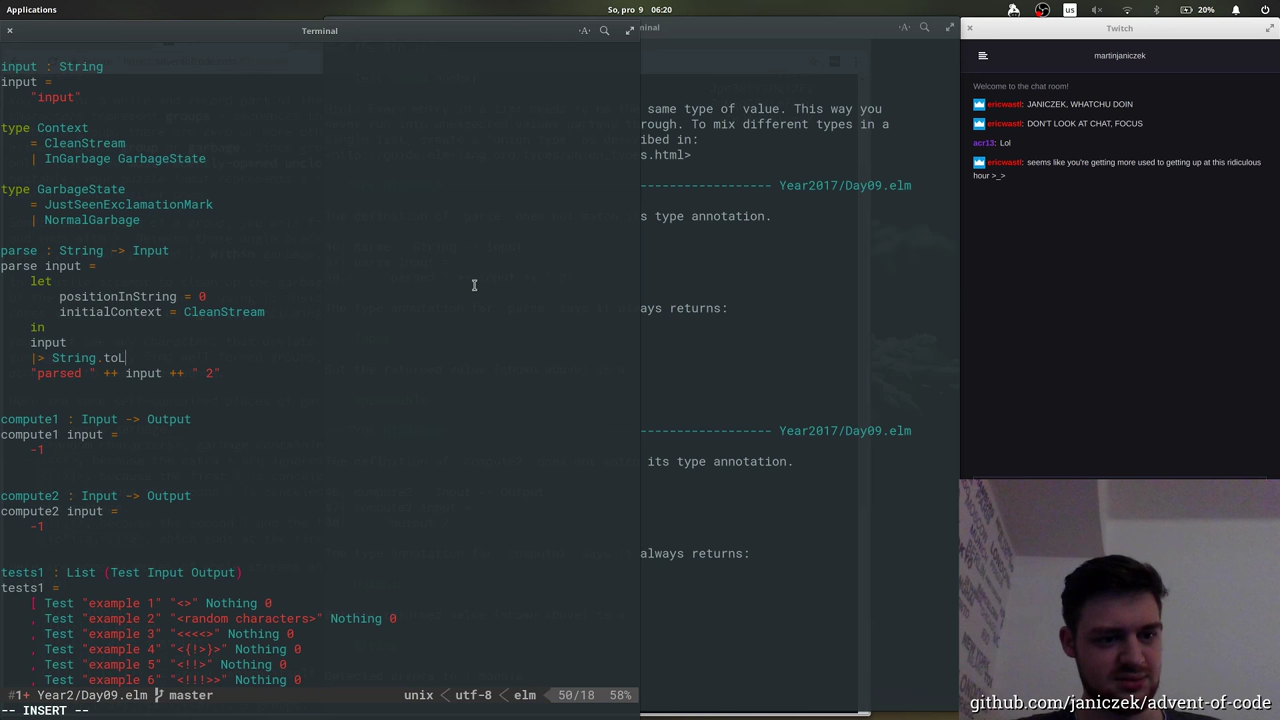 Applications
So, pro 9 06:20
us
20%
Terminal
input : String
input =
"input"
type Context
= CleanStream
| InGarbage GarbageState
type GarbageState
= JustSeenExclamationMark
| NormalGarbage
parse : String -> Input
parse input =
let
positionInString = 0
initialContext = CleanStream
in
input
|> String.toL
"parsed " ++ input ++ " 2"
compute1 : Input -> Output
compute1 input =
-1
compute2 : Input -> Output
compute2 input =
-1
tests1 : List (Test Input Output)
tests1 =
[ Test "example 1" "<>" Nothing 0
, Test "example 2" "<random characters>" Nothing 0
, Test "example 3" "<<<<>" Nothing 0
, Test "example 4" "<{!>}>" Nothing 0
, Test "example 5" "<!!>" Nothing 0
, Test "example 6" "<!!!>>" Nothing 0
#1+ Year2/Day09.elm master unix utf-8 elm 50/18 58%
-- INSERT --
minal
same type of value. This way you
hrough. To mix different types in a
ibed in:
s.html>
----------------- Year2017/Day09.elm
s type annotation.
ays returns:
----------------- Year2017/Day09.elm
its type annotation.
always returns:
Twitch
martinjaniczek
Welcome to the chat room!
ericwastl: JANICZEK, WHATCHU DOIN
ericwastl: DON'T LOOK AT CHAT, FOCUS
acr13: Lol
ericwastl: seems like you're getting more used to getting up at this ridiculous
hour >_>
github.com/janiczek/advent-of-code